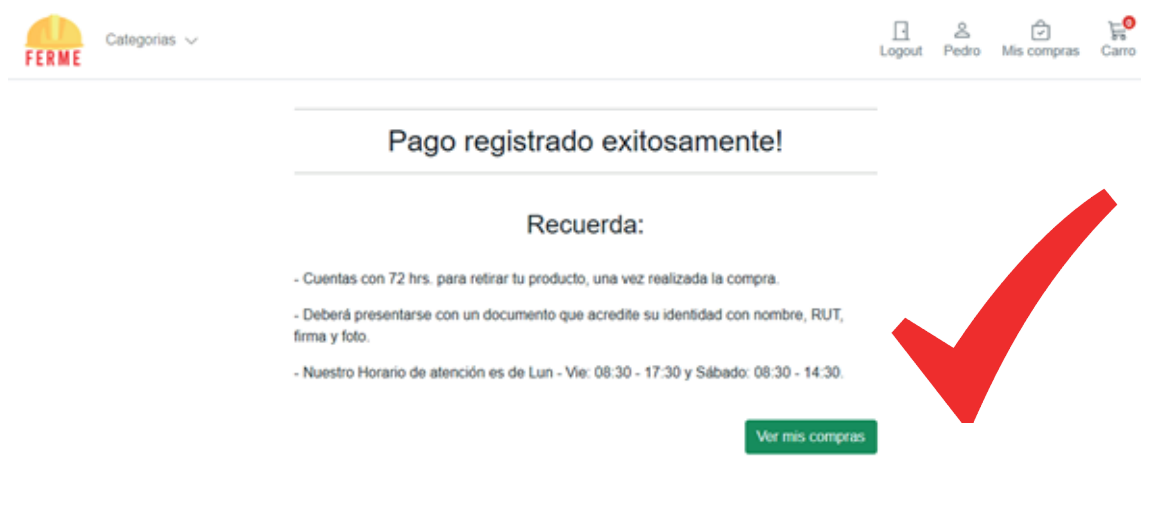 FERME
Categorias
Logout
Pedro
Mis compras
0
Carro
Pago registrado exitosamente!
Recuerda:
- Cuentas con 72 hrs. para retirar tu producto, una vez realizada la compra.
- Deberá presentarse con un documento que acredite su identidad con nombre, RUT,
firma y foto.
- Nuestro Horario de atención es de Lun - Vie: 08:30 - 17:30 y Sábado: 08:30 - 14:30.
Ver mis compras